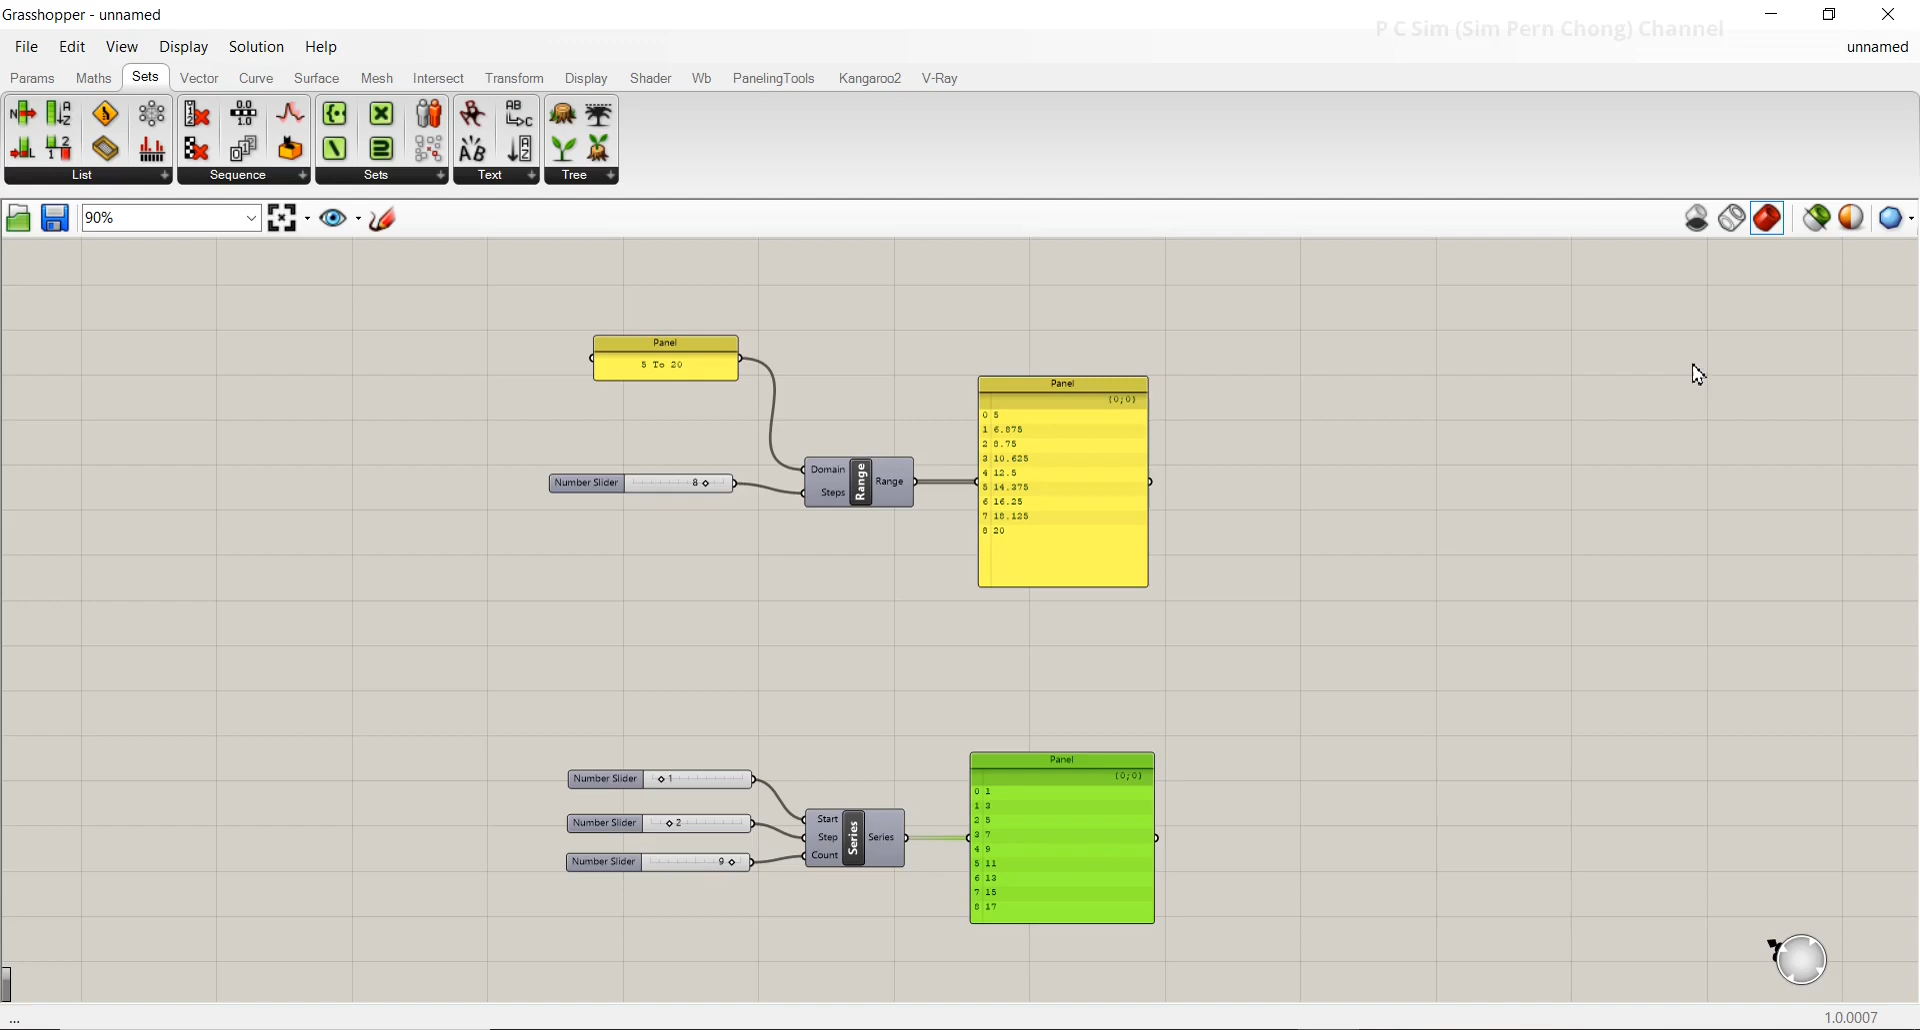 Grasshopper - unnamed
P C Sim (Sim Pern Chong) Channel
File Edit View Display Solution Help
unnamed
Params Maths Sets Vector Curve Surface Mesh Intersect Transform Display Shader Wb PanelingTools Kangaroo2 V-Ray
List Sequence Sets Text Tree
90%
Panel
5 To 20
Number Slider 8
Domain
Steps
Range
Range
Panel
{0;0}
0 5
1 6.875
2 8.75
3 10.625
4 12.5
5 14.375
6 16.25
7 18.125
8 20
Number Slider 1
Number Slider 2
Number Slider 9
Start
Step
Count
Series
Series
Panel
{0;0}
0 1
1 3
2 5
3 7
4 9
5 11
6 13
7 15
8 17
...
1.0.0007